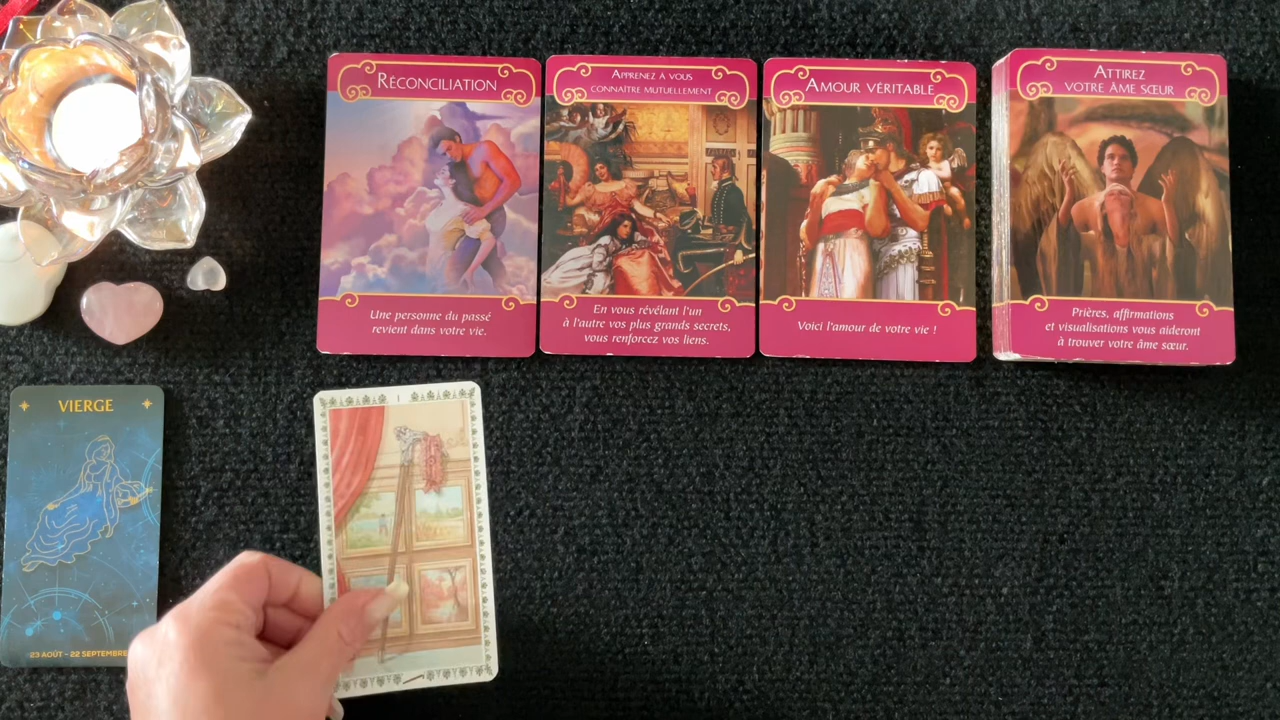 RÉCONCILIATION
Une personne du passé
revient dans votre vie.
APPRENEZ À VOUS
CONNAÎTRE MUTUELLEMENT
En vous révélant l'un
à l'autre vos plus grands secrets,
vous renforcez vos liens.
AMOUR VÉRITABLE
Voici l'amour de votre vie !
ATTIREZ
VOTRE ÂME SŒUR
Prières, affirmations
et visualisations vous aideront
à trouver votre âme sœur.
VIERGE
23 AOÛT - 22 SEPTEMBRE
I